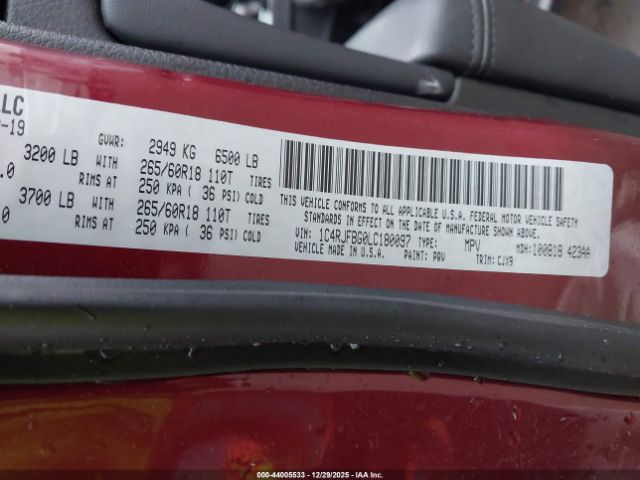 LLC
-19
GVWR: 2949 KG 6500 LB
3200 LB WITH 265/60R18 110T TIRES
.0 RIMS AT 250 KPA ( 36 PSI) COLD
3700 LB WITH 265/60R18 110T TIRES
0 RIMS AT 250 KPA ( 36 PSI) COLD
THIS VEHICLE CONFORMS TO ALL APPLICABLE U.S.A. FEDERAL MOTOR VEHICLE SAFETY
STANDARDS IN EFFECT ON THE DATE OF MANUFACTURE SHOWN ABOVE.
VIN: 1C4RJFBG0LC180097 TYPE: MPV MDH:100818 423AA
VEHICLE MADE IN U.S.A. PAINT: PRV TRIM: CJX9
000-44005533 - 12/29/2025 - IAA Inc.